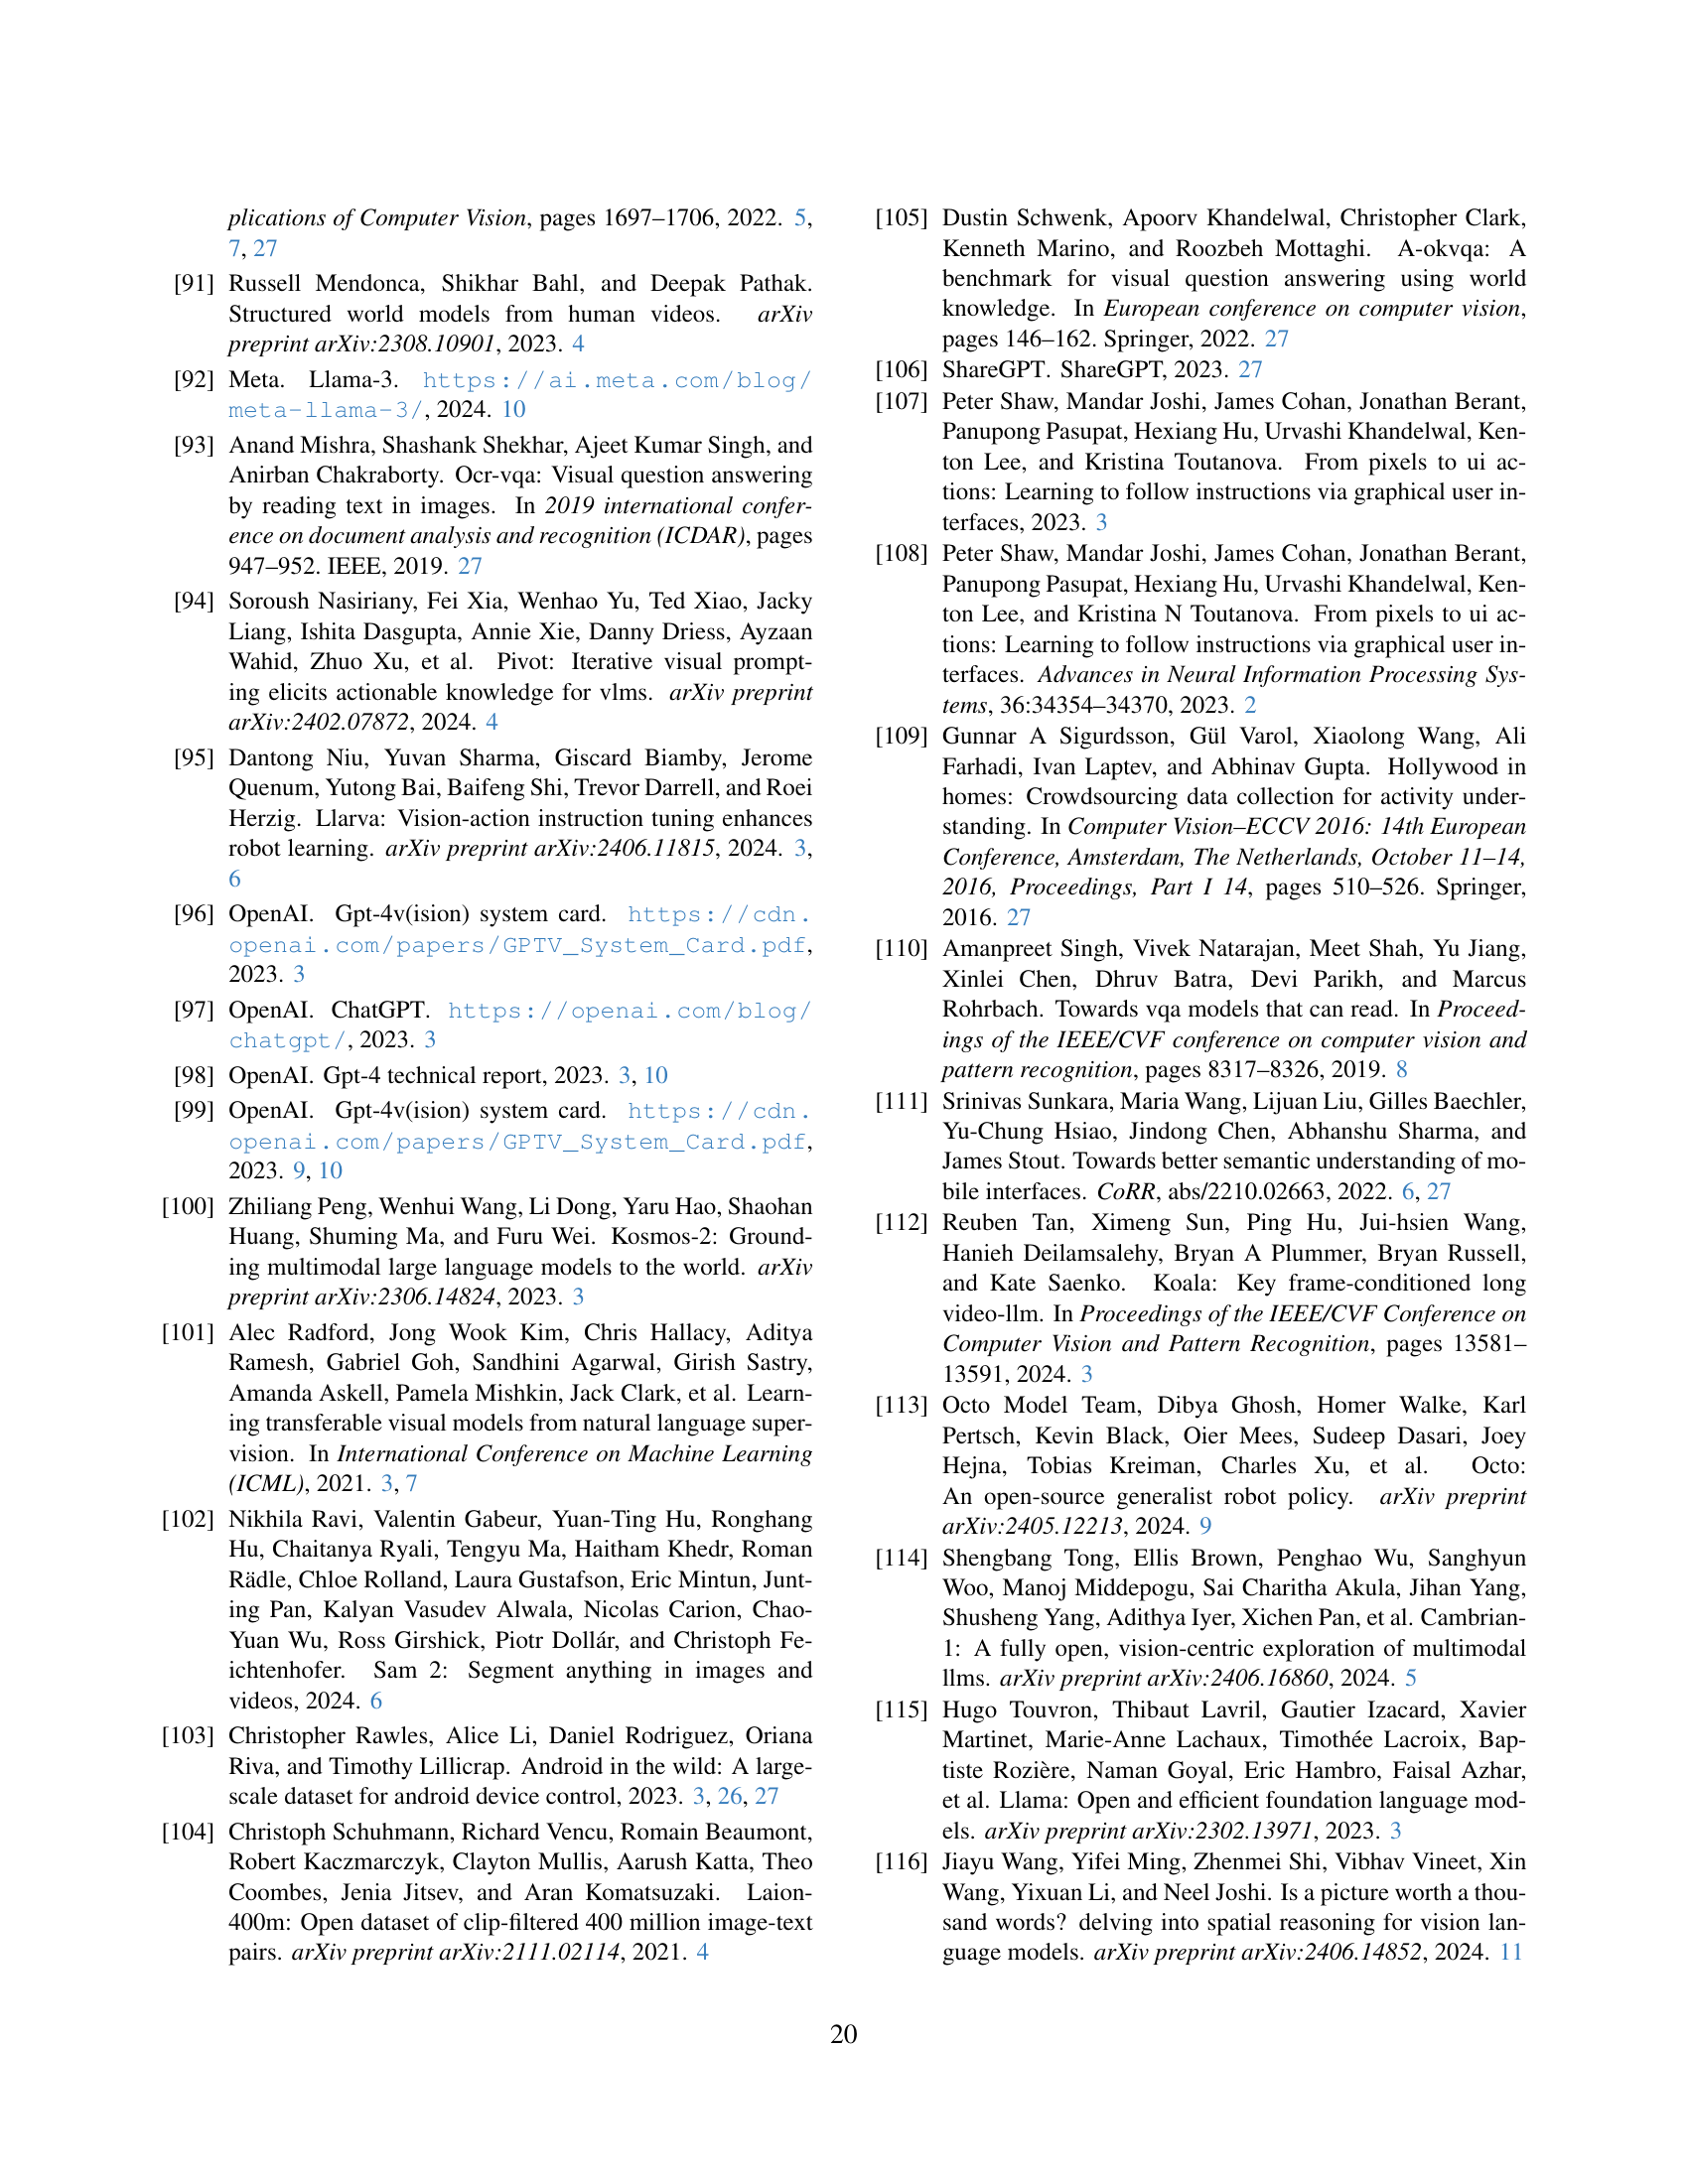 plications of Computer Vision, pages 1697–1706, 2022. 5,
7, 27
[91] Russell Mendonca, Shikhar Bahl, and Deepak Pathak.
Structured world models from human videos. arXiv
preprint arXiv:2308.10901, 2023. 4
[92] Meta. Llama-3. https://ai.meta.com/blog/
meta-llama-3/, 2024. 10
[93] Anand Mishra, Shashank Shekhar, Ajeet Kumar Singh, and
Anirban Chakraborty. Ocr-vqa: Visual question answering
by reading text in images. In 2019 international confer-
ence on document analysis and recognition (ICDAR), pages
947–952. IEEE, 2019. 27
[94] Soroush Nasiriany, Fei Xia, Wenhao Yu, Ted Xiao, Jacky
Liang, Ishita Dasgupta, Annie Xie, Danny Driess, Ayzaan
Wahid, Zhuo Xu, et al. Pivot: Iterative visual prompt-
ing elicits actionable knowledge for vlms. arXiv preprint
arXiv:2402.07872, 2024. 4
[95] Dantong Niu, Yuvan Sharma, Giscard Biamby, Jerome
Quenum, Yutong Bai, Baifeng Shi, Trevor Darrell, and Roei
Herzig. Llarva: Vision-action instruction tuning enhances
robot learning. arXiv preprint arXiv:2406.11815, 2024. 3,
6
[96] OpenAI. Gpt-4v(ision) system card. https://cdn.
openai.com/papers/GPTV_System_Card.pdf,
2023. 3
[97] OpenAI. ChatGPT. https://openai.com/blog/
chatgpt/, 2023. 3
[98] OpenAI. Gpt-4 technical report, 2023. 3, 10
[99] OpenAI. Gpt-4v(ision) system card. https://cdn.
openai.com/papers/GPTV_System_Card.pdf,
2023. 9, 10
[100] Zhiliang Peng, Wenhui Wang, Li Dong, Yaru Hao, Shaohan
Huang, Shuming Ma, and Furu Wei. Kosmos-2: Ground-
ing multimodal large language models to the world. arXiv
preprint arXiv:2306.14824, 2023. 3
[101] Alec Radford, Jong Wook Kim, Chris Hallacy, Aditya
Ramesh, Gabriel Goh, Sandhini Agarwal, Girish Sastry,
Amanda Askell, Pamela Mishkin, Jack Clark, et al. Learn-
ing transferable visual models from natural language super-
vision. In International Conference on Machine Learning
(ICML), 2021. 3, 7
[102] Nikhila Ravi, Valentin Gabeur, Yuan-Ting Hu, Ronghang
Hu, Chaitanya Ryali, Tengyu Ma, Haitham Khedr, Roman
Rädle, Chloe Rolland, Laura Gustafson, Eric Mintun, Junt-
ing Pan, Kalyan Vasudev Alwala, Nicolas Carion, Chao-
Yuan Wu, Ross Girshick, Piotr Dollár, and Christoph Fe-
ichtenhofer. Sam 2: Segment anything in images and
videos, 2024. 6
[103] Christopher Rawles, Alice Li, Daniel Rodriguez, Oriana
Riva, and Timothy Lillicrap. Android in the wild: A large-
scale dataset for android device control, 2023. 3, 26, 27
[104] Christoph Schuhmann, Richard Vencu, Romain Beaumont,
Robert Kaczmarczyk, Clayton Mullis, Aarush Katta, Theo
Coombes, Jenia Jitsev, and Aran Komatsuzaki. Laion-
400m: Open dataset of clip-filtered 400 million image-text
pairs. arXiv preprint arXiv:2111.02114, 2021. 4
[105] Dustin Schwenk, Apoorv Khandelwal, Christopher Clark,
Kenneth Marino, and Roozbeh Mottaghi. A-okvqa: A
benchmark for visual question answering using world
knowledge. In European conference on computer vision,
pages 146–162. Springer, 2022. 27
[106] ShareGPT. ShareGPT, 2023. 27
[107] Peter Shaw, Mandar Joshi, James Cohan, Jonathan Berant,
Panupong Pasupat, Hexiang Hu, Urvashi Khandelwal, Ken-
ton Lee, and Kristina Toutanova. From pixels to ui ac-
tions: Learning to follow instructions via graphical user in-
terfaces, 2023. 3
[108] Peter Shaw, Mandar Joshi, James Cohan, Jonathan Berant,
Panupong Pasupat, Hexiang Hu, Urvashi Khandelwal, Ken-
ton Lee, and Kristina N Toutanova. From pixels to ui ac-
tions: Learning to follow instructions via graphical user in-
terfaces. Advances in Neural Information Processing Sys-
tems, 36:34354–34370, 2023. 2
[109] Gunnar A Sigurdsson, Gül Varol, Xiaolong Wang, Ali
Farhadi, Ivan Laptev, and Abhinav Gupta. Hollywood in
homes: Crowdsourcing data collection for activity under-
standing. In Computer Vision–ECCV 2016: 14th European
Conference, Amsterdam, The Netherlands, October 11–14,
2016, Proceedings, Part I 14, pages 510–526. Springer,
2016. 27
[110] Amanpreet Singh, Vivek Natarajan, Meet Shah, Yu Jiang,
Xinlei Chen, Dhruv Batra, Devi Parikh, and Marcus
Rohrbach. Towards vqa models that can read. In Proceed-
ings of the IEEE/CVF conference on computer vision and
pattern recognition, pages 8317–8326, 2019. 8
[111] Srinivas Sunkara, Maria Wang, Lijuan Liu, Gilles Baechler,
Yu-Chung Hsiao, Jindong Chen, Abhanshu Sharma, and
James Stout. Towards better semantic understanding of mo-
bile interfaces. CoRR, abs/2210.02663, 2022. 6, 27
[112] Reuben Tan, Ximeng Sun, Ping Hu, Jui-hsien Wang,
Hanieh Deilamsalehy, Bryan A Plummer, Bryan Russell,
and Kate Saenko. Koala: Key frame-conditioned long
video-llm. In Proceedings of the IEEE/CVF Conference on
Computer Vision and Pattern Recognition, pages 13581–
13591, 2024. 3
[113] Octo Model Team, Dibya Ghosh, Homer Walke, Karl
Pertsch, Kevin Black, Oier Mees, Sudeep Dasari, Joey
Hejna, Tobias Kreiman, Charles Xu, et al. Octo:
An open-source generalist robot policy. arXiv preprint
arXiv:2405.12213, 2024. 9
[114] Shengbang Tong, Ellis Brown, Penghao Wu, Sanghyun
Woo, Manoj Middepogu, Sai Charitha Akula, Jihan Yang,
Shusheng Yang, Adithya Iyer, Xichen Pan, et al. Cambrian-
1: A fully open, vision-centric exploration of multimodal
llms. arXiv preprint arXiv:2406.16860, 2024. 5
[115] Hugo Touvron, Thibaut Lavril, Gautier Izacard, Xavier
Martinet, Marie-Anne Lachaux, Timothée Lacroix, Bap-
tiste Rozière, Naman Goyal, Eric Hambro, Faisal Azhar,
et al. Llama: Open and efficient foundation language mod-
els. arXiv preprint arXiv:2302.13971, 2023. 3
[116] Jiayu Wang, Yifei Ming, Zhenmei Shi, Vibhav Vineet, Xin
Wang, Yixuan Li, and Neel Joshi. Is a picture worth a thou-
sand words? delving into spatial reasoning for vision lan-
guage models. arXiv preprint arXiv:2406.14852, 2024. 11
20